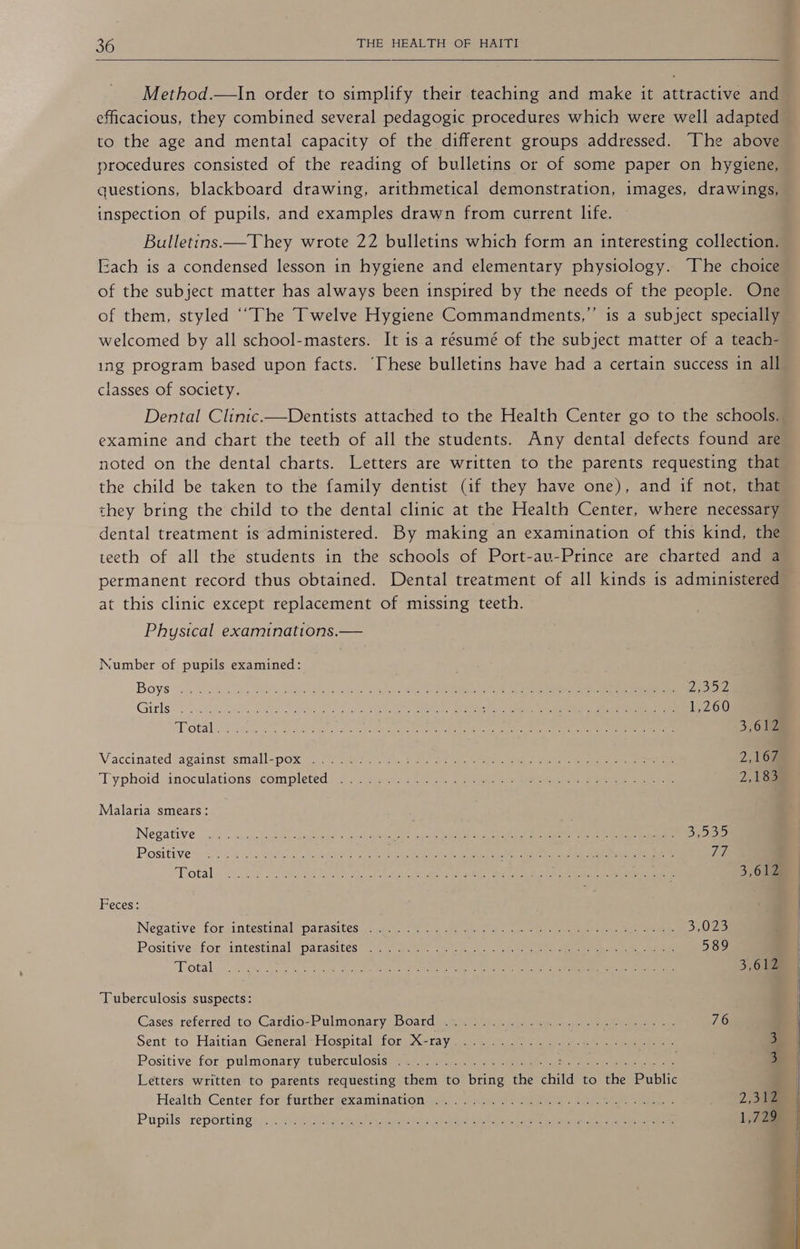 36 THE HEALTH OF HAITI
Method.—In order to simplify their teaching and make it attractive and
efficacious, they combined several pedagogic procedures which were well adapted
to the age and mental capacity of the different groups addressed. The above
procedures consisted of the reading of bulletins or of some paper on hygiene,
questions, blackboard drawing, arithmetical demonstration, images, drawings,
inspection of pupils, and examples drawn from current life.
Bulletins.—They wrote 22 bulletins which form an interesting collection.
Each is a condensed lesson in hygiene and elementary physiology. The choice
of the subject matter has always been inspired by the needs of the people. One
of them, styled “The Twelve Hygiene Commandments,” is a subject specially
welcomed by all school-masters. It is a résumé of the subject matter of a teach-
ing program based upon facts. These bulletins have had a certain success in all
classes of society.
Dental Clinic.—Dentists attached to the Health Center go to the schools,
examine and chart the teeth of all the students. Any dental defects found are
noted on the dental charts. Letters are written to the parents requesting that
the child be taken to the family dentist (if they have one), and if not, that
they bring the child to the dental clinic at the Health Center, where necessary
dental treatment is administered. By making an examination of this kind, the
teeth of all the students in the schools of Port-au-Prince are charted and a
permanent record thus obtained. Dental treatment of all kinds is administered
at this clinic except replacement of missing teeth.
Physical examinations.—
Number of pupils examined:
Boys ........ 2,352
Girls ........ 1,260
Total ........ 3,612
Vaccinated against small-pox ........ 2,167
Typhoid inoculations completed ........ 2,183
Malaria smears:
Negative ........ 3,535
Positive ........ 77
Total ........ 3,612
Feces:
Negative for intestinal parasites ........ 3,023
Positive for intestinal parasites ........ 589
Total ........ 3,612
Tuberculosis suspects:
Cases referred to Cardio-Pulmonary Board ........ 76
Sent to Haitian General Hospital for X-ray ........ 3
Positive for pulmonary tuberculosis ........ 3
Letters written to parents requesting them to bring the child to the Public
Health Center for further examination ........ 2,312
Pupils reporting ........ 1,729